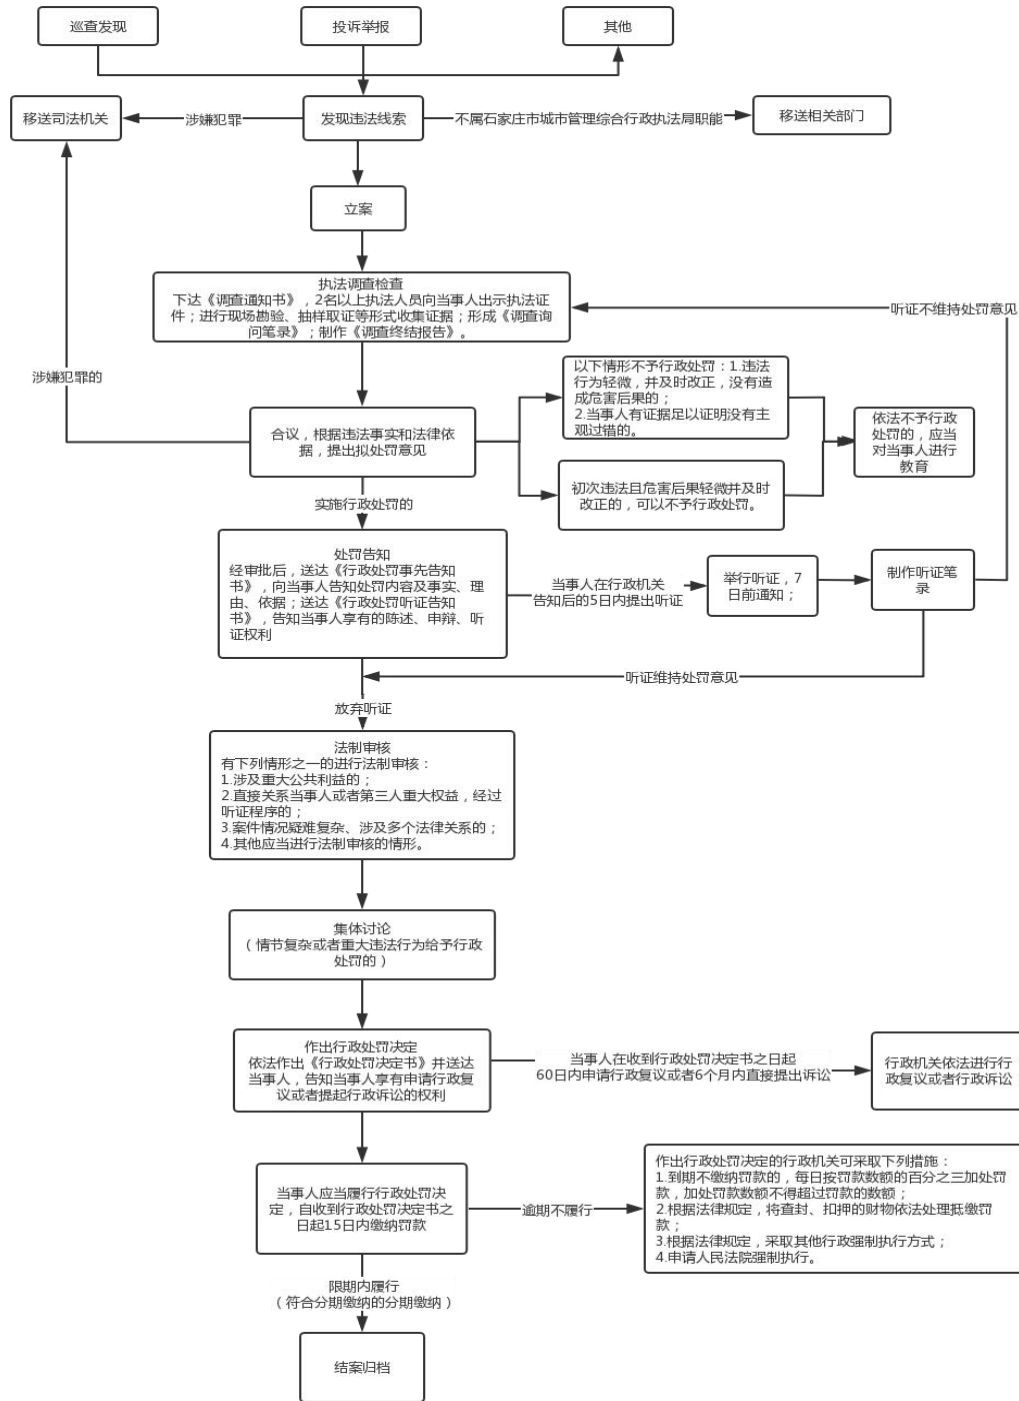 巡查发现
投诉举报
其他
移送司法机关
涉嫌犯罪
发现违法线索
不属石家庄市城市管理综合行政执法局职能
移送相关部门
立案
执法调查检查
下达《调查通知书》，2名以上执法人员向当事人出示执法证
件；进行现场勘验、抽样取证等形式收集证据；形成《调查询
问笔录》；制作《调查终结报告》。
听证不维持处罚意见
涉嫌犯罪的
合议，根据违法事实和法律依
据，提出拟处罚意见
以下情形不予行政处罚：1.违法
行为轻微，并及时改正，没有造
成危害后果的；
2.当事人有证据足以证明没有主
观过错的。
依法不予行政
处罚的，应当
对当事人进行
教育
初次违法且危害后果轻微并及时
改正的，可以不予行政处罚。
实施行政处罚的
处罚告知
经审批后，送达《行政处罚事先告知
书》，向当事人告知处罚内容及事实、理
由、依据；送达《行政处罚听证告知
书》，告知当事人享有的陈述、申辩、听
证权利
当事人在行政机关
告知后的5日内提出听证
举行听证，7
日前通知；
制作听证笔
录
听证维持处罚意见
放弃听证
法制审核
有下列情形之一的进行法制审核：
1.涉及重大公共利益的；
2.直接关系当事人或者第三人重大权益，经过
听证程序的；
3.案件情况疑难复杂、涉及多个法律关系的；
4.其他应当进行法制审核的情形。
集体讨论
（情节复杂或者重大违法行为给予行政
处罚的）
作出行政处罚决定
依法作出《行政处罚决定书》并送达
当事人，告知当事人享有申请行政复
议或者提起行政诉讼的权利
当事人在收到行政处罚决定书之日起
60日内申请行政复议或者6个月内直接提出诉讼
行政机关依法进行行
政复议或者行政诉讼
当事人应当履行行政处罚决
定，自收到行政处罚决定书之
日起15日内缴纳罚款
逾期不履行
作出行政处罚决定的行政机关可采取下列措施：
1.到期不缴纳罚款的，每日按罚款数额的百分之三加处罚
款，加处罚款数额不得超过罚款的数额；
2.根据法律规定，将查封、扣押的财物依法处理抵缴罚
款；
3.根据法律规定，采取其他行政强制执行方式；
4.申请人民法院强制执行。
限期内履行
（符合分期缴纳的分期缴纳）
结案归档